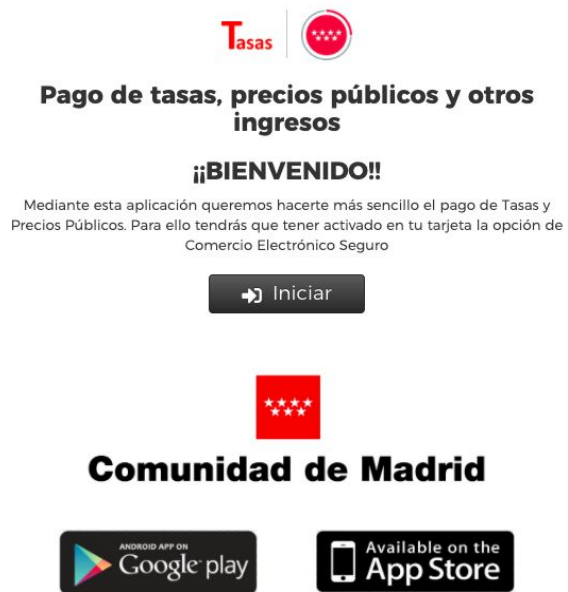 Tasas
Pago de tasas, precios públicos y otros
ingresos
¡¡BIENVENIDO!!
Mediante esta aplicación queremos hacerte más sencillo el pago de Tasas y
Precios Públicos. Para ello tendrás que tener activado en tu tarjeta la opción de
Comercio Electrónico Seguro
Iniciar
Comunidad de Madrid
ANDROID APP ON
Google play
Available on the
App Store